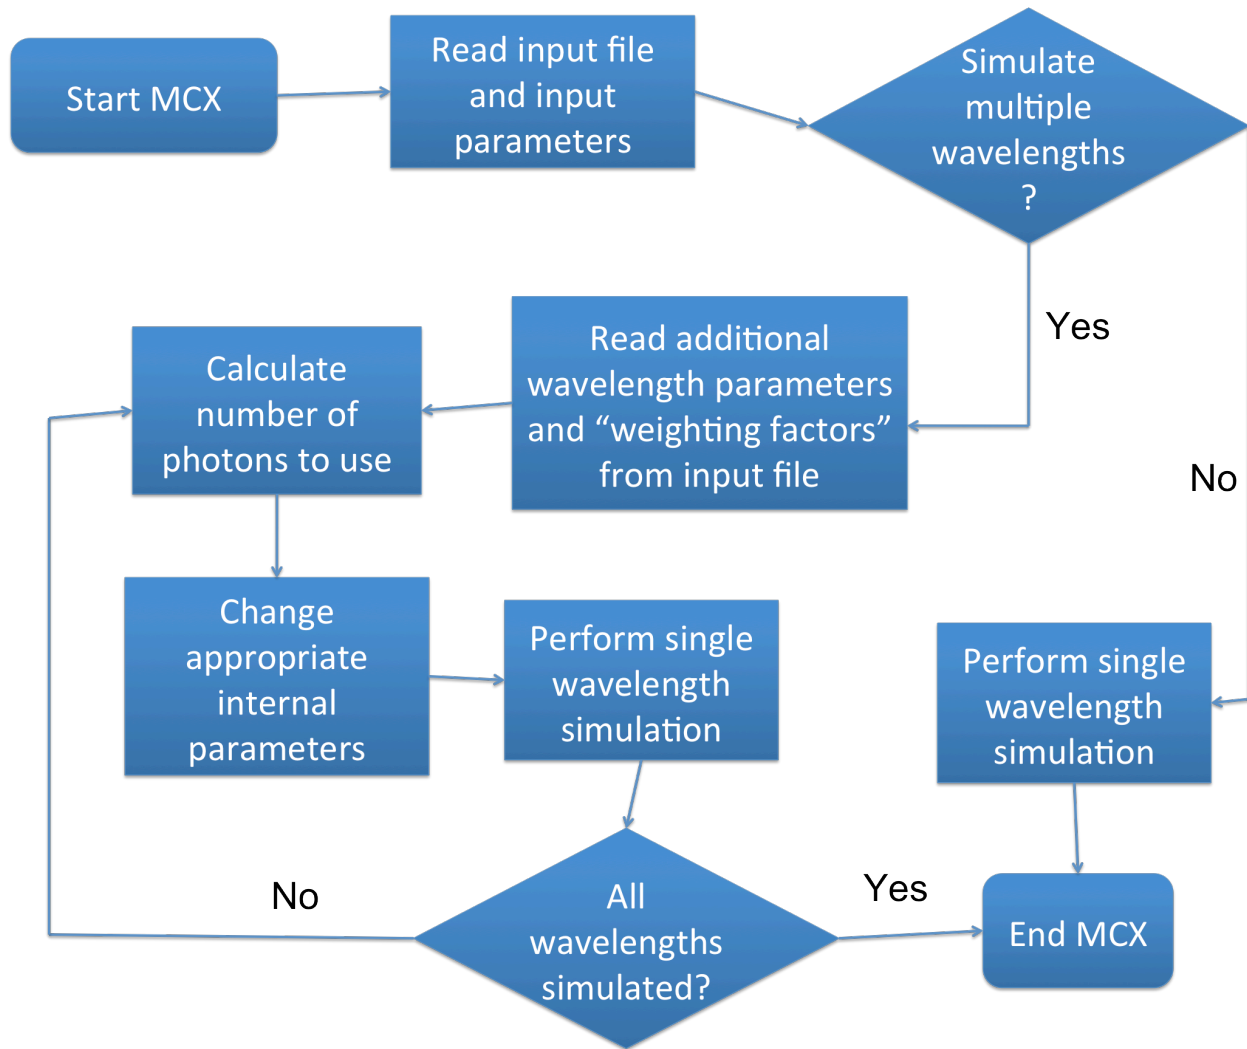 Start MCX
Read input file
and input
parameters
Simulate
multiple
wavelengths
?
Yes
No
Read additional
wavelength parameters
and “weighting factors”
from input file
Calculate
number of
photons to use
Change
appropriate
internal
parameters
Perform single
wavelength
simulation
Perform single
wavelength
simulation
All
wavelengths
simulated?
No
Yes
End MCX